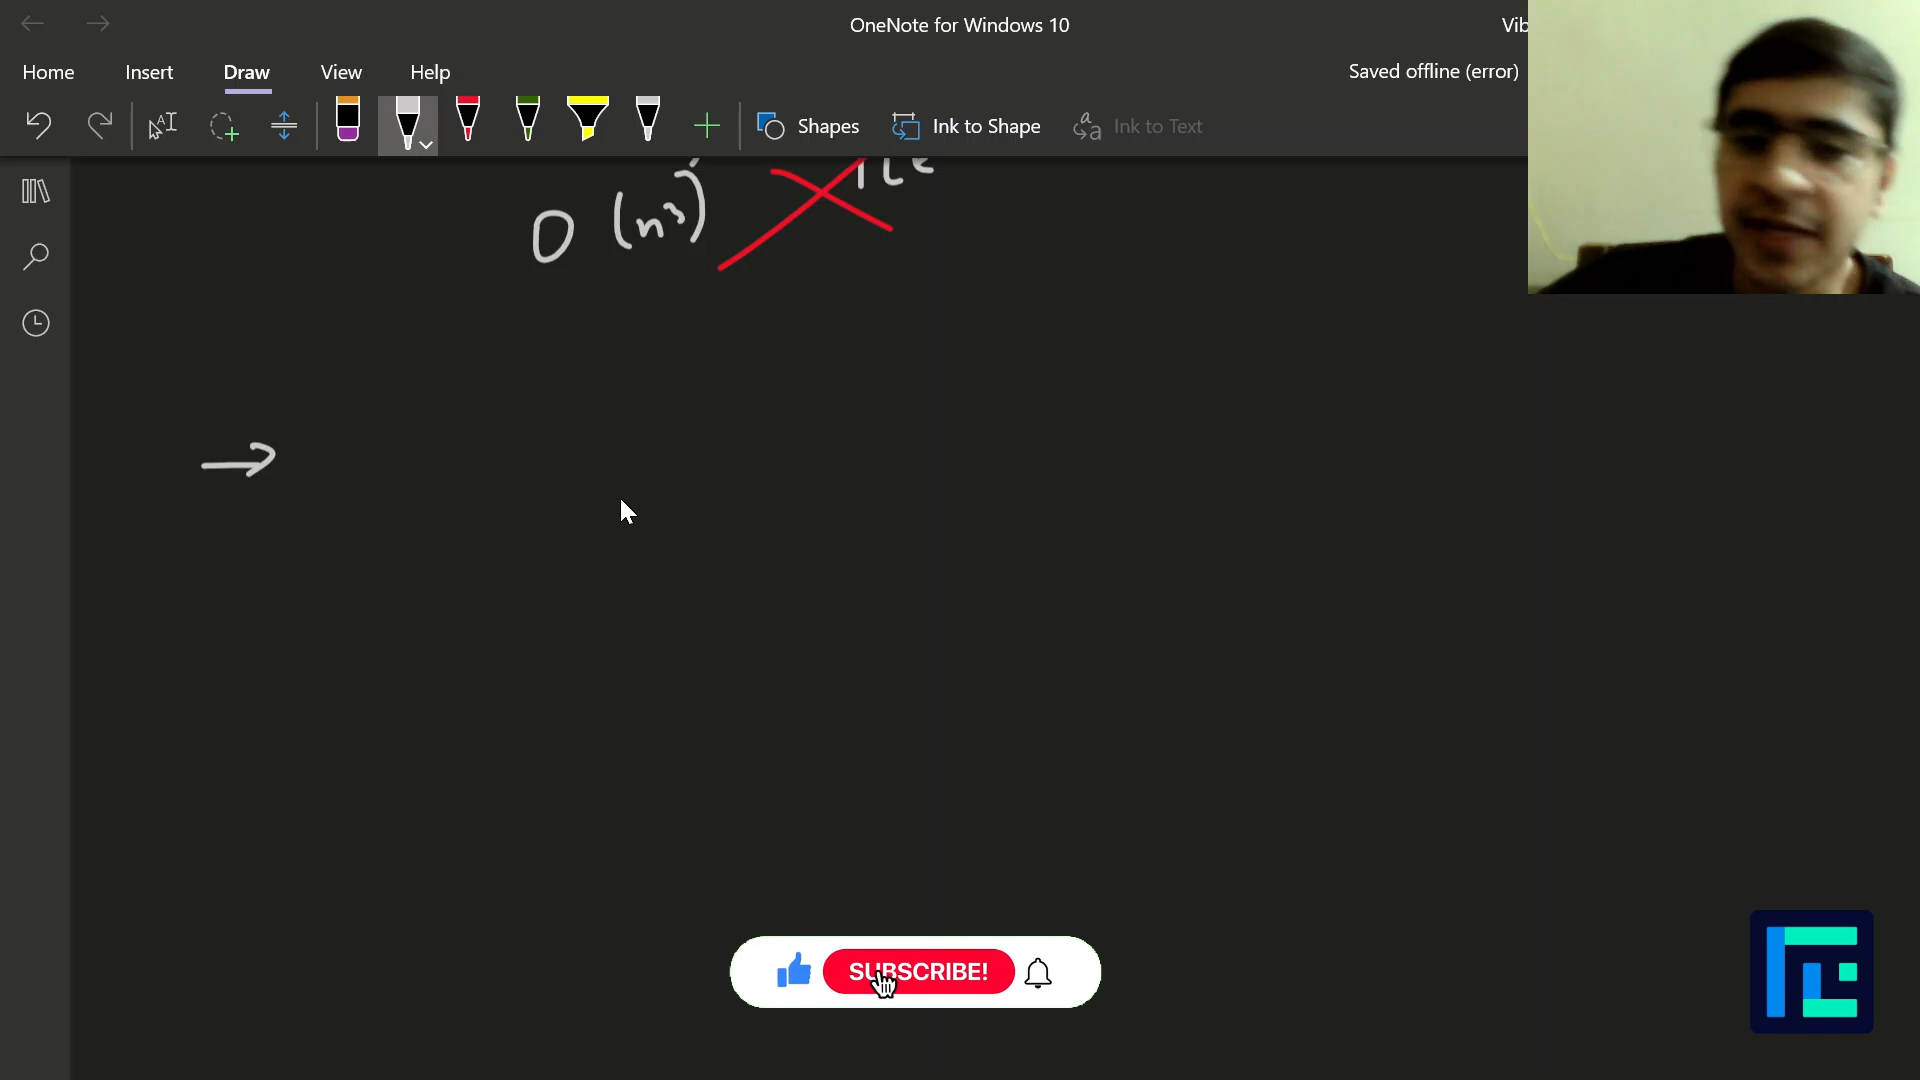 OneNote for Windows 10
Home Insert Draw View Help
Saved offline (error)
Shapes Ink to Shape Ink to Text
O (n³)
SUBSCRIBE!